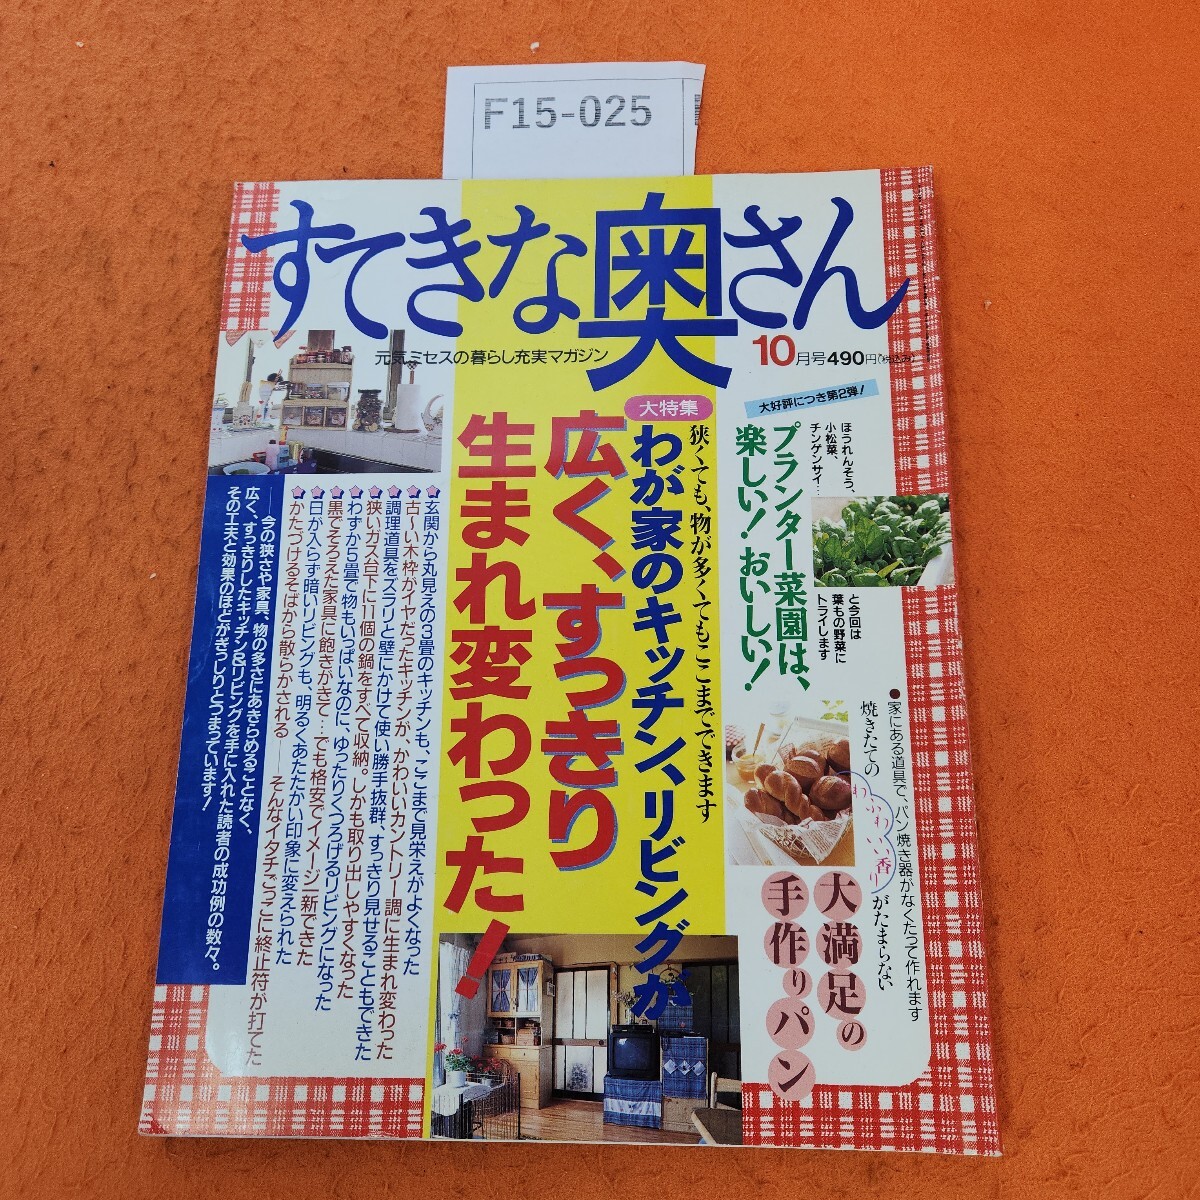 F15-025
すてきな奥さん
元気ミセスの暮らし充実マガジン
10月号490円(税込み)
大好評につき第2弾!
ほうれんそう、
小松菜、
チンゲンサイ…
プランター菜園は、
楽しい!おいしい!
と今回は
葉もの野菜に
トライします
●家にある道具で、パン焼き器がなくたって作れます
焼きたての
ふわ
いい香り
がたまらない
大満足の
手作りパン
大特集
狭くても、物が多くてもここまでできます
わが家のキッチン、リビングが
広く、すっきり
生まれ変わった!
玄関から丸見えの3畳のキッチンも、ここまで見栄えがよくなった
古〜い木枠がイヤだったキッチンが、かわいいカントリー調に生まれ変わった
調理道具をズラリと壁にかけて使い勝手抜群、すっきり見せることもできた
狭いガス台下に11個の鍋をすべて収納。しかも取り出しやすくなった
わずか5畳で物もいっぱいなのに、ゆったりくつろげるリビングになった
黒でそろえた家具に飽きがきて…でも格安でイメージ一新できた
日が入らず暗いリビングも、明るくあたたかい印象に変えられた
かたづけるそばから散らかされる——そんなイタチごっこに終止符が打てた
——今の狭さや家具、物の多さにあきらめることなく、
広く、すっきりしたキッチン&リビングを手に入れた読者の成功例の数々。
その工夫と効果のほどがぎっしりとつまっています!